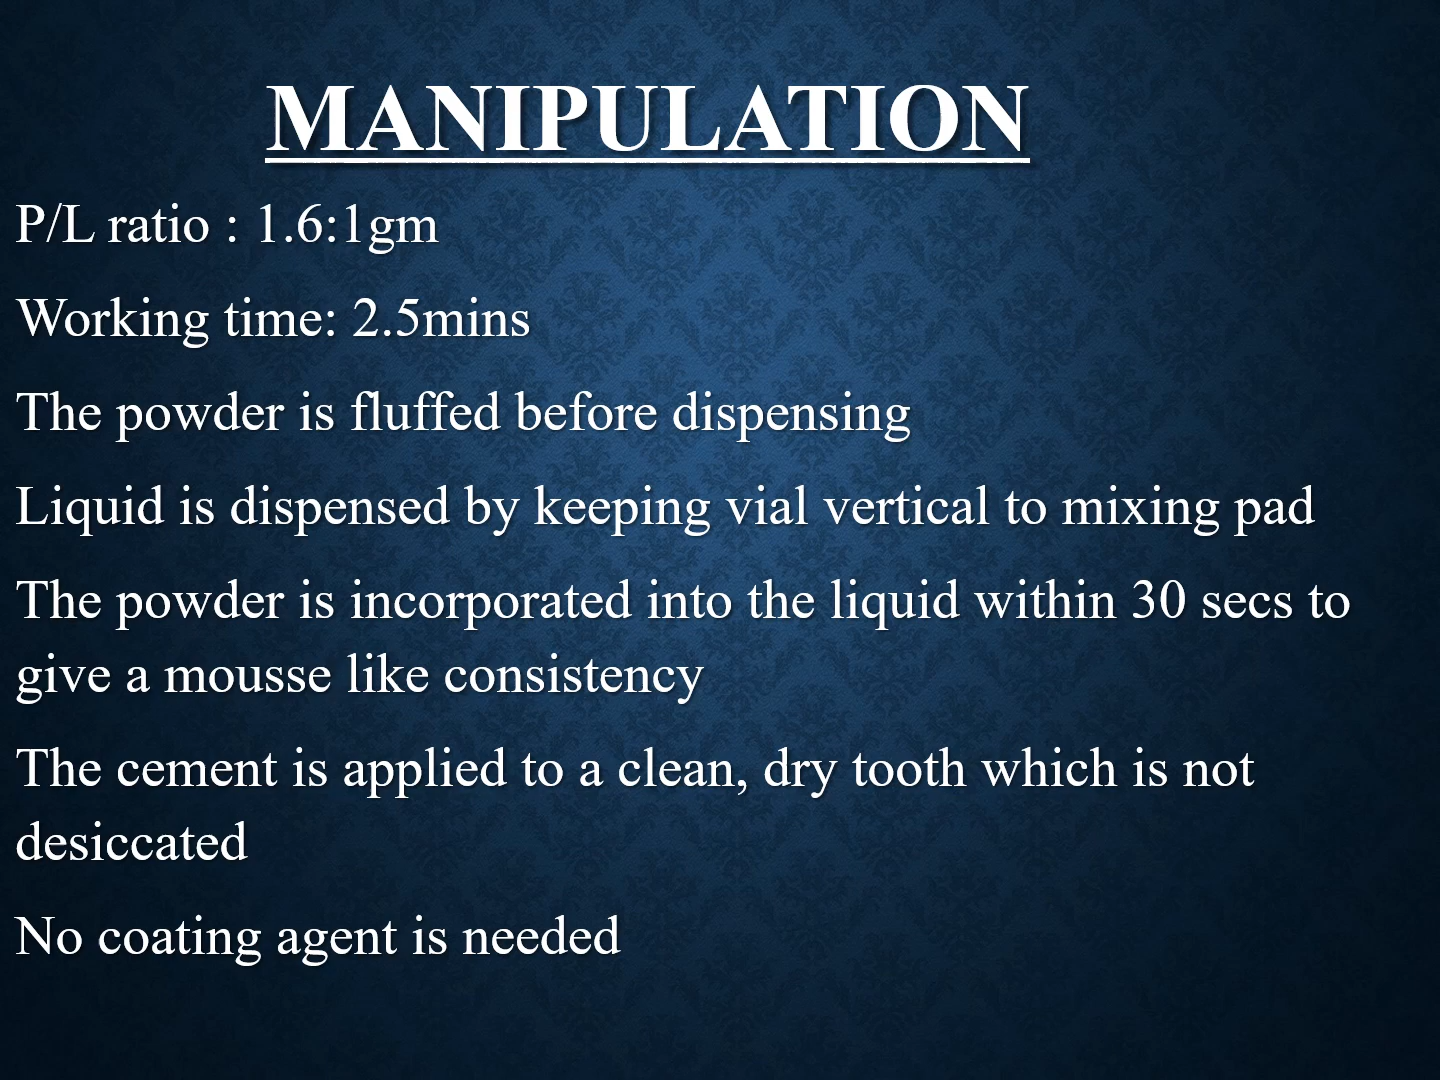 MANIPULATION
P/L ratio : 1.6:1gm
Working time: 2.5mins
The powder is fluffed before dispensing
Liquid is dispensed by keeping vial vertical to mixing pad
The powder is incorporated into the liquid within 30 secs to
give a mousse like consistency
The cement is applied to a clean, dry tooth which is not
desiccated
No coating agent is needed